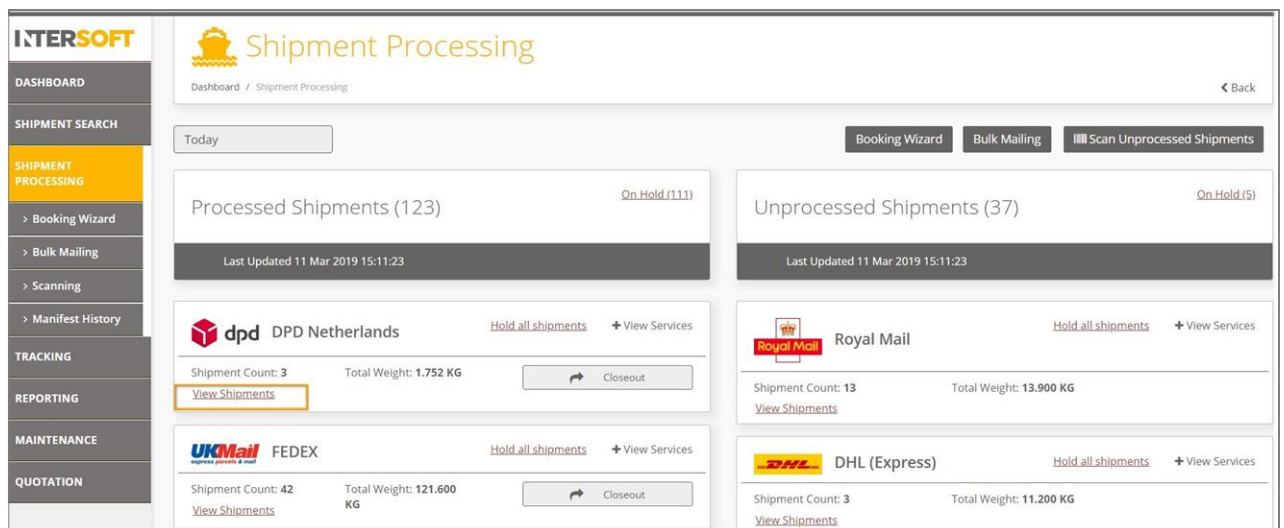 INTERSOFT
DASHBOARD
SHIPMENT SEARCH
SHIPMENT
PROCESSING
> Booking Wizard
> Bulk Mailing
> Scanning
> Manifest History
TRACKING
REPORTING
MAINTENANCE
QUOTATION
Shipment Processing
Dashboard / Shipment Processing
Back
Today
Booking Wizard
Bulk Mailing
Scan Unprocessed Shipments
Processed Shipments (123)
On Hold (111)
Last Updated 11 Mar 2019 15:11:23
dpd DPD Netherlands
Hold all shipments
+ View Services
Shipment Count: 3
Total Weight: 1.752 KG
Closeout
View Shipments
UKMail
express parcels & mail
FEDEX
Hold all shipments
+ View Services
Shipment Count: 42
Total Weight: 121.600
KG
Closeout
View Shipments
Unprocessed Shipments (37)
On Hold (5)
Last Updated 11 Mar 2019 15:11:23
Royal Mail
Royal Mail
Hold all shipments
+ View Services
Shipment Count: 13
Total Weight: 13.900 KG
View Shipments
DHL DHL (Express)
Hold all shipments
+ View Services
Shipment Count: 3
Total Weight: 11.200 KG
View Shipments